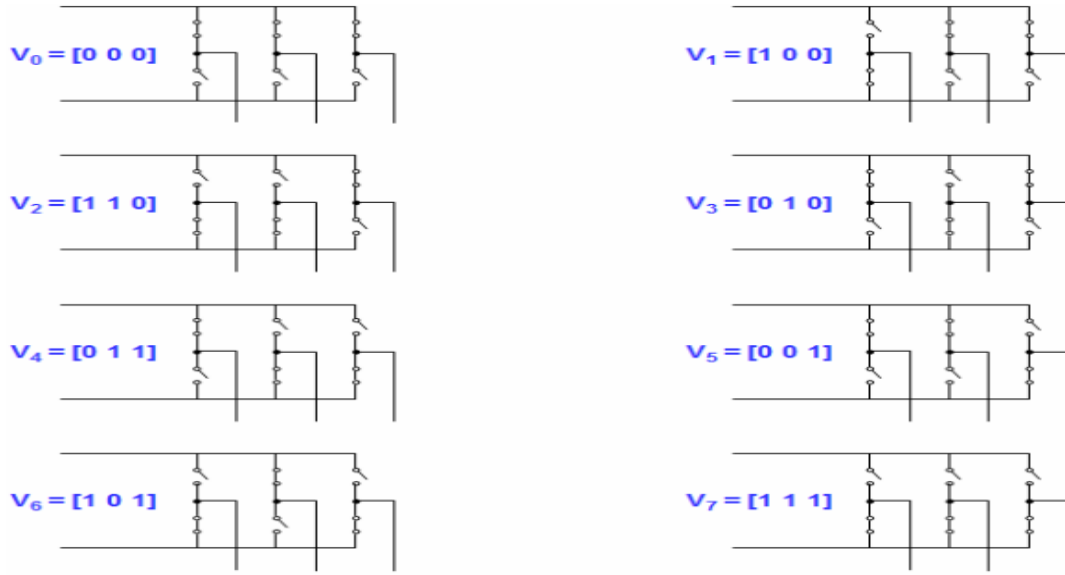 V₀ = [0 0 0]
V₁ = [1 0 0]
V₂ = [1 1 0]
V₃ = [0 1 0]
V₄ = [0 1 1]
V₅ = [0 0 1]
V₆ = [1 0 1]
V₇ = [1 1 1]